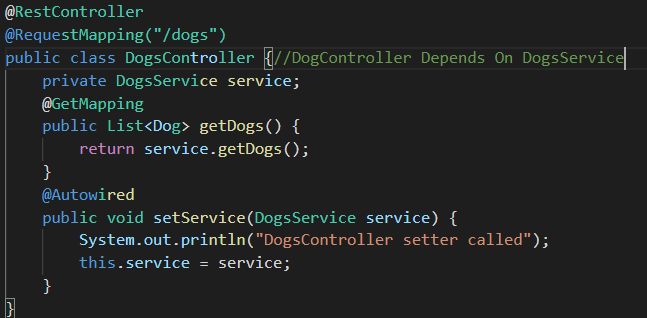 @RestController
@RequestMapping("/dogs")
public class DogsController {//DogController Depends On DogsService
    private DogsService service;
    @GetMapping
    public List<Dog> getDogs() {
        return service.getDogs();
    }
    @Autowired
    public void setService(DogsService service) {
        System.out.println("DogsController setter called");
        this.service = service;
    }
}